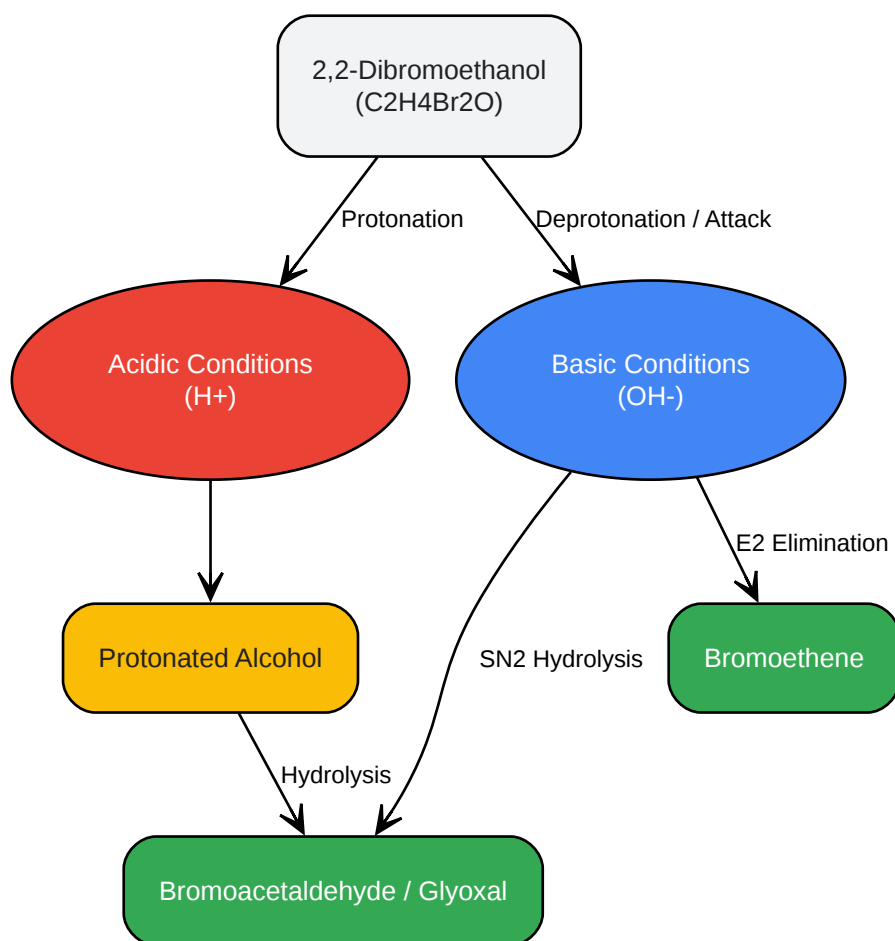 2,2-Dibromoethanol
(C2H4Br2O)
Protonation
Deprotonation / Attack
Acidic Conditions
(H+)
Basic Conditions
(OH-)
E2 Elimination
Protonated Alcohol
SN2 Hydrolysis
Bromoethene
Hydrolysis
Bromoacetaldehyde / Glyoxal